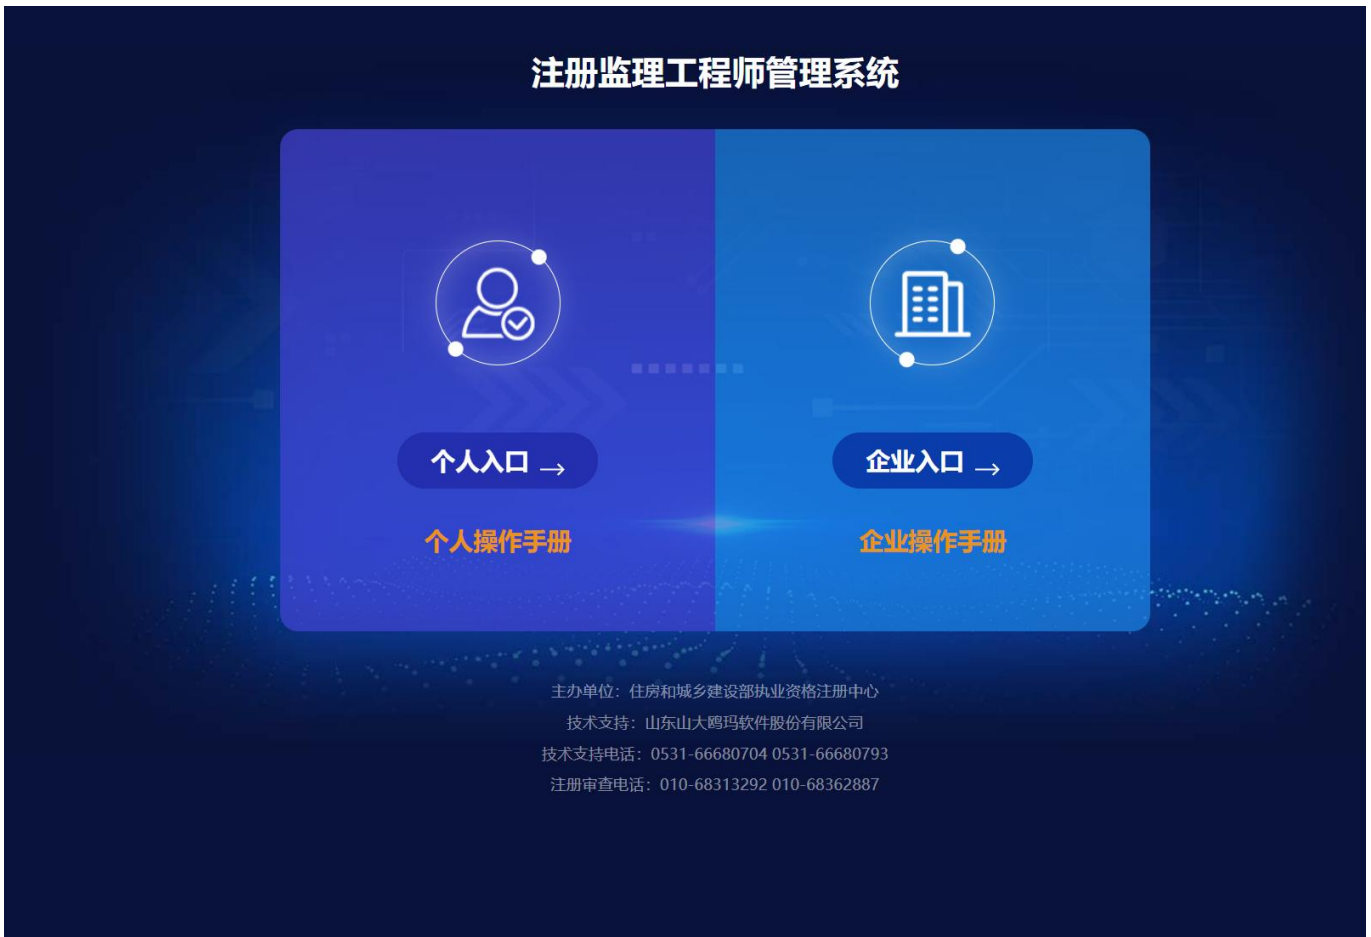 注册监理工程师管理系统
个人入口 →
企业入口 →
个人操作手册
企业操作手册
主办单位：住房和城乡建设部执业资格注册中心
技术支持：山东山大鸥玛软件股份有限公司
技术支持电话：0531-66680704 0531-66680793
注册审查电话：010-68313292 010-68362887